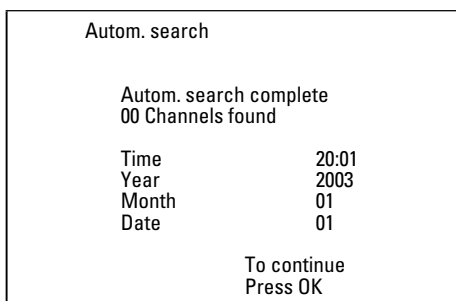 Autom. search
Autom. search complete
00 Channels found
Time 20:01
Year 2003
Month 01
Date 01
To continue
Press OK